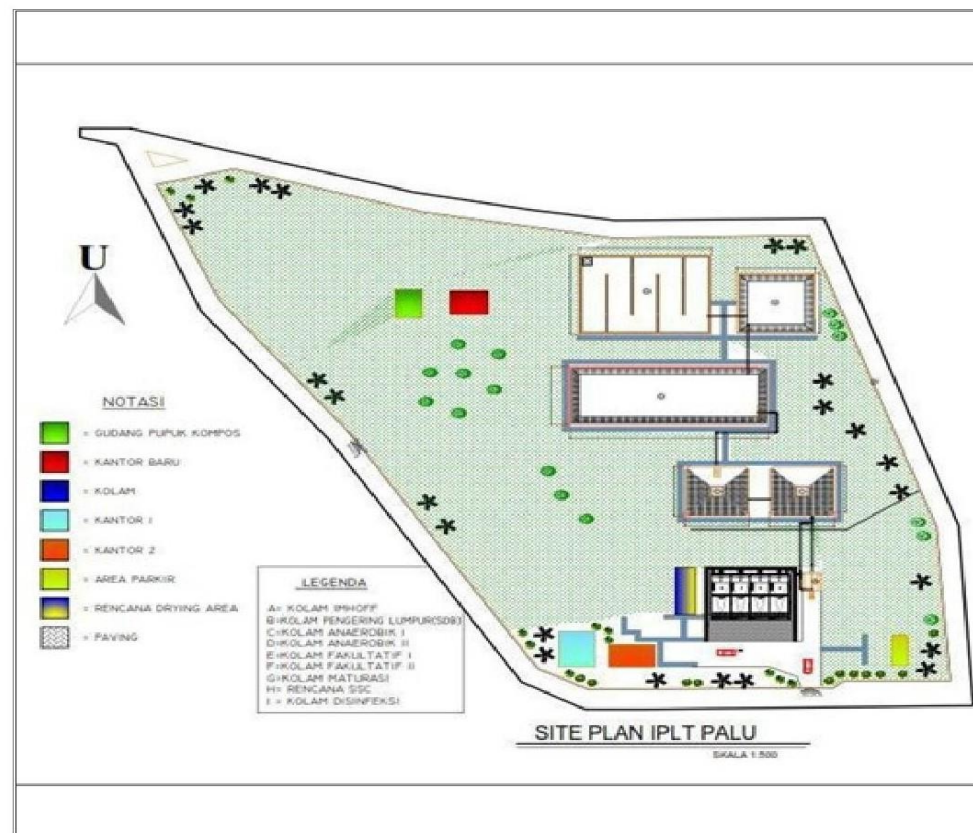 U
NOTASI
= GUDANG PUPUK KOMPOS
= KANTOR BARU
= KOLAM
= KANTOR 1
= KANTOR 2
= AREA PARKIR
= RENCANA DRYING AREA
= PAVING
LEGENDA
A= KOLAM IMHOFF
B=KOLAM PENGERING LUMPUR(SDB)
C=KOLAM ANAEROBIK I
D=KOLAM ANAEROBIK II
E=KOLAM FAKULTATIF I
F=KOLAM FAKULTATIF II
G=KOLAM MATURASI
H= RENCANA SSC
I = KOLAM DISINFEKSI
SITE PLAN IPLT PALU
SKALA 1:500